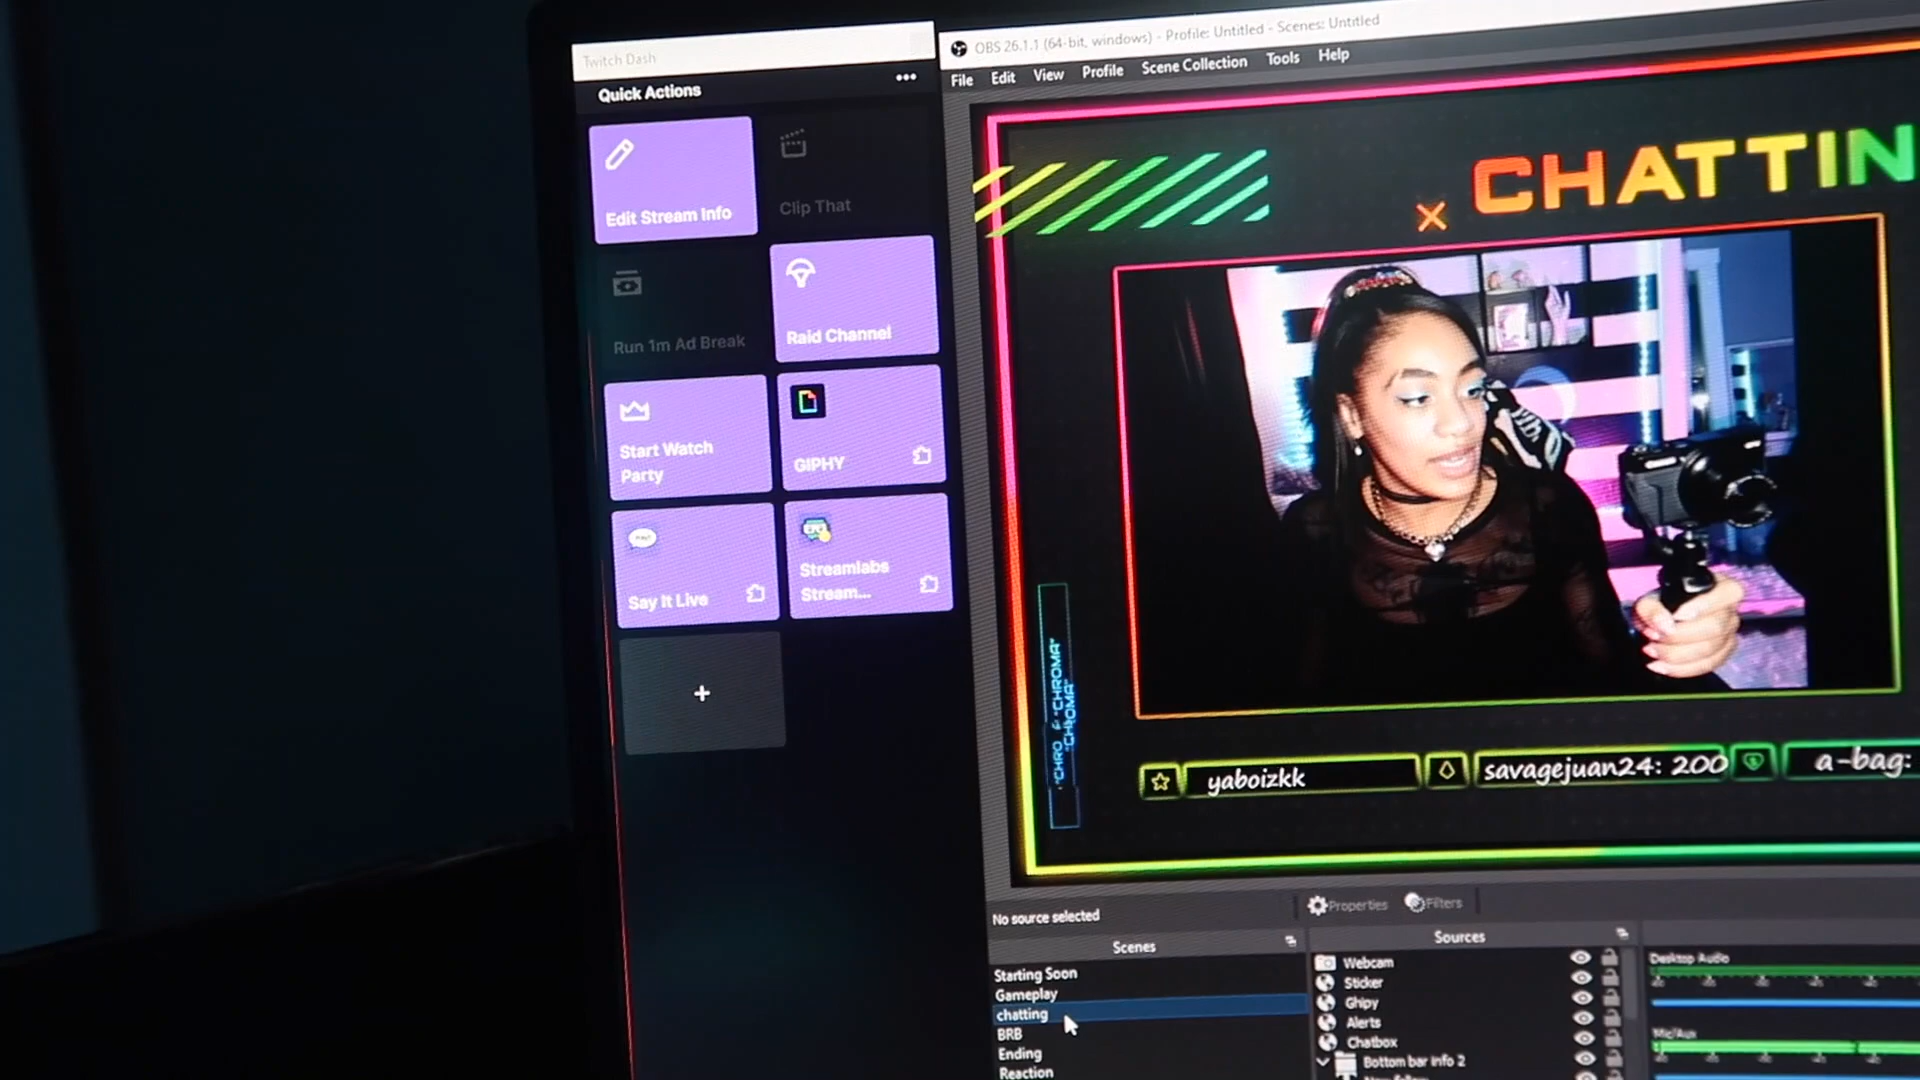 Twitch Dash
Quick Actions
Edit Stream Info
Clip That
Run 1m Ad Break
Raid Channel
Start Watch
Party
GIPHY
Say It Live
Streamlabs
Stream...
+
OBS 26.1.1 (64-bit, windows) - Profile: Untitled - Scenes: Untitled
File Edit View Profile Scene Collection Tools Help
CHATTIN
"CHROMA"
"CHROMA"
yaboizkk
savagejuan24: 200
a-bag:
No source selected
Properties Filters
Scenes
Starting Soon
Gameplay
chatting
BRB
Ending
Reaction
Sources
Webcam
Sticker
Ghipy
Alerts
Chatbox
Bottom bar info 2
Desktop Audio
Mic/Aux